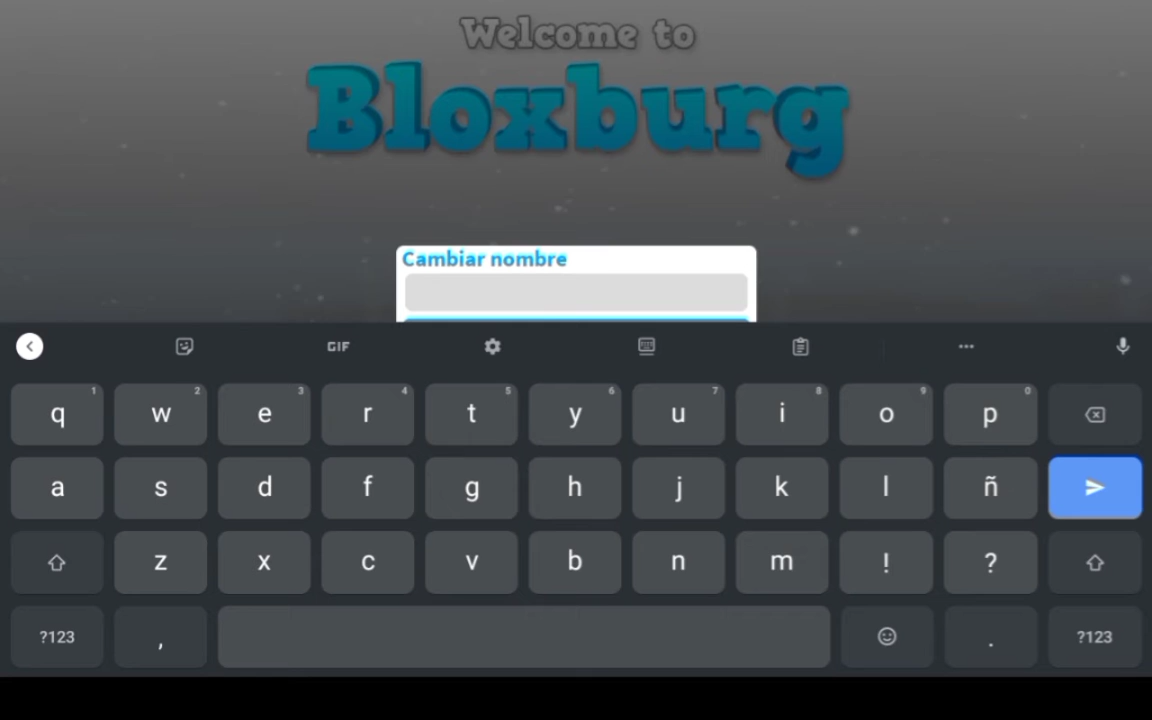 Welcome to
Bloxburg
Cambiar nombre
GIF
q 1 w 2 e 3 r 4 t 5 y 6 u 7 i 8 o 9 p 0
a s d f g h j k l ñ
z x c v b n m ! ?
?123 , . ?123